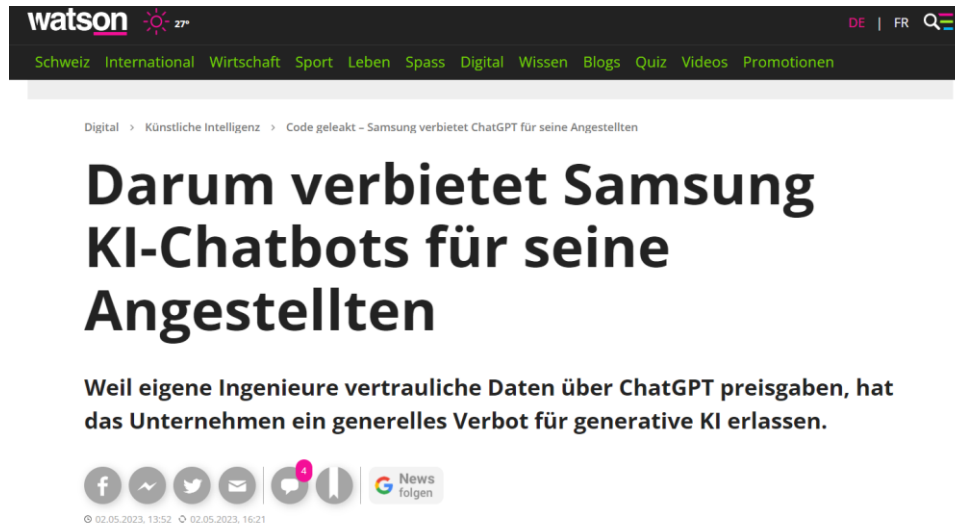 watson 27°
DE | FR
Schweiz International Wirtschaft Sport Leben Spass Digital Wissen Blogs Quiz Videos Promotionen
Digital > Künstliche Intelligenz > Code geleakt – Samsung verbietet ChatGPT für seine Angestellten
Darum verbietet Samsung
KI-Chatbots für seine
Angestellten
Weil eigene Ingenieure vertrauliche Daten über ChatGPT preisgaben, hat
das Unternehmen ein generelles Verbot für generative KI erlassen.
4
News
folgen
02.05.2023, 13:52 02.05.2023, 16:21